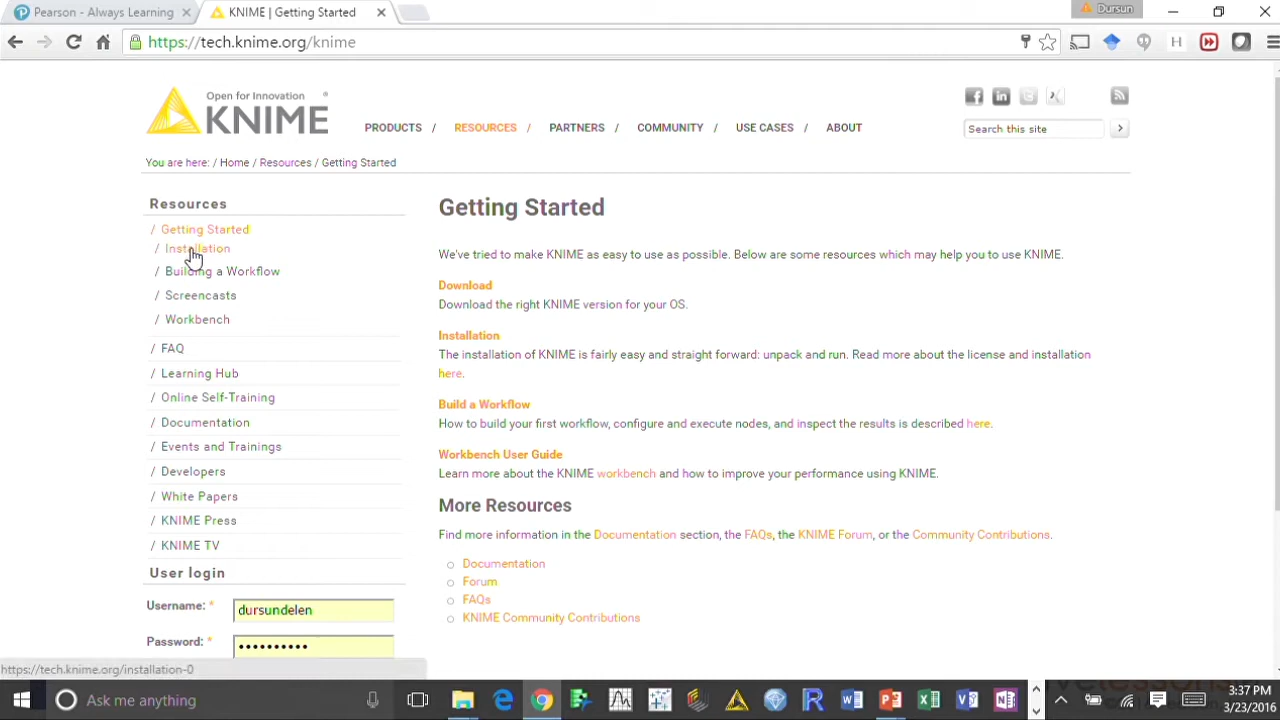 Pearson - Always Learning
KNIME | Getting Started
Dursun
https://tech.knime.org/knime
Open for Innovation
KNIME
PRODUCTS / RESOURCES / PARTNERS / COMMUNITY / USE CASES / ABOUT
Search this site
You are here: / Home / Resources / Getting Started
Resources
/ Getting Started
/ Installation
/ Building a Workflow
/ Screencasts
/ Workbench
/ FAQ
/ Learning Hub
/ Online Self-Training
/ Documentation
/ Events and Trainings
/ Developers
/ White Papers
/ KNIME Press
/ KNIME TV
User login
Username: *
dursundelen
Password: *
Getting Started
We've tried to make KNIME as easy to use as possible. Below are some resources which may help you to use KNIME.
Download
Download the right KNIME version for your OS.
Installation
The installation of KNIME is fairly easy and straight forward: unpack and run. Read more about the license and installation
here.
Build a Workflow
How to build your first workflow, configure and execute nodes, and inspect the results is described here.
Workbench User Guide
Learn more about the KNIME workbench and how to improve your performance using KNIME.
More Resources
Find more information in the Documentation section, the FAQs, the KNIME Forum, or the Community Contributions.
Documentation
Forum
FAQs
KNIME Community Contributions
https://tech.knime.org/installation-0
Ask me anything
3:37 PM
3/23/2016